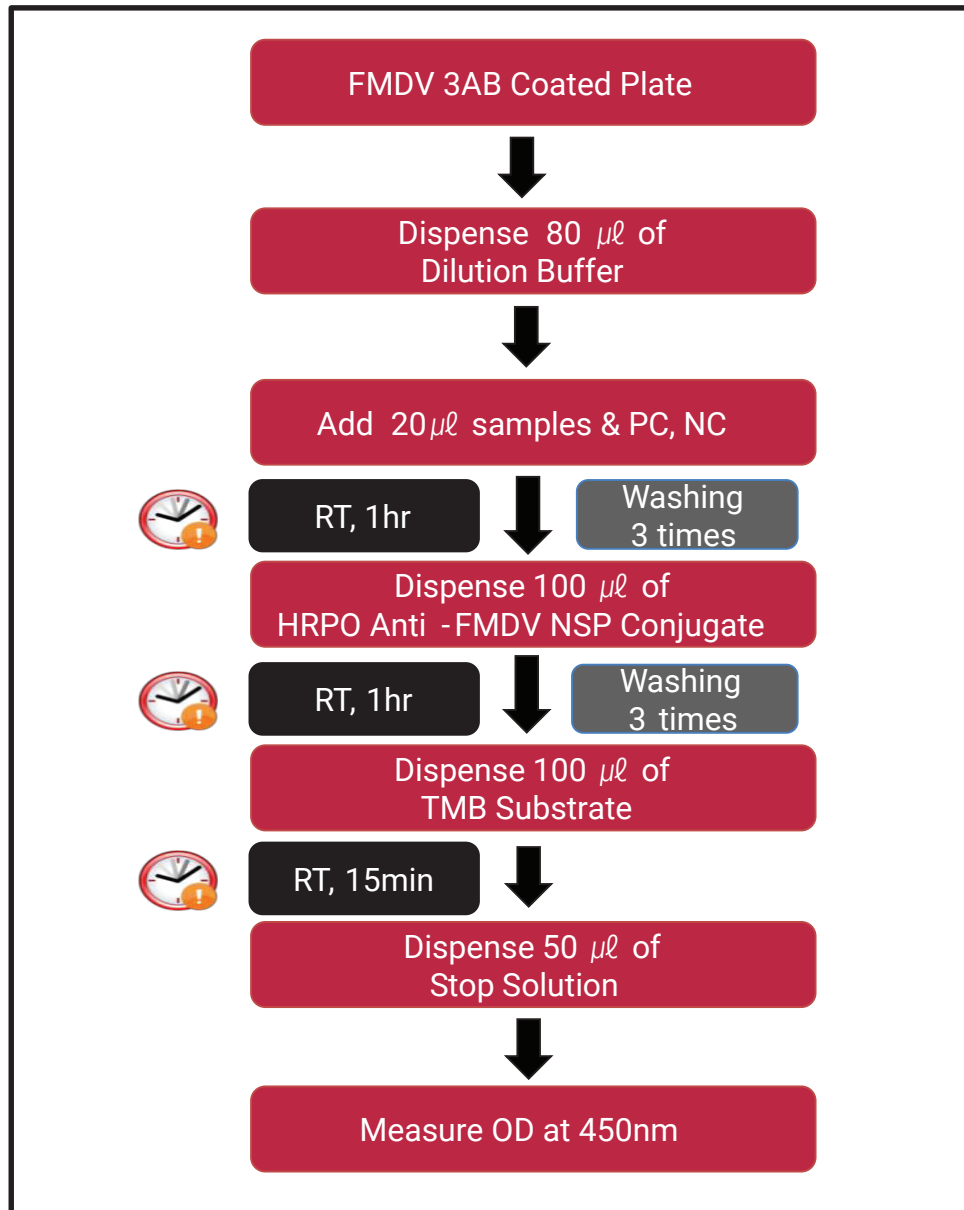 FMDV 3AB Coated Plate
Dispense 80 ㎕ of
Dilution Buffer
Add 20㎕ samples & PC, NC
RT, 1hr
Washing
3 times
Dispense 100 ㎕ of
HRPO Anti -FMDV NSP Conjugate
RT, 1hr
Washing
3 times
Dispense 100 ㎕ of
TMB Substrate
RT, 15min
Dispense 50 ㎕ of
Stop Solution
Measure OD at 450nm